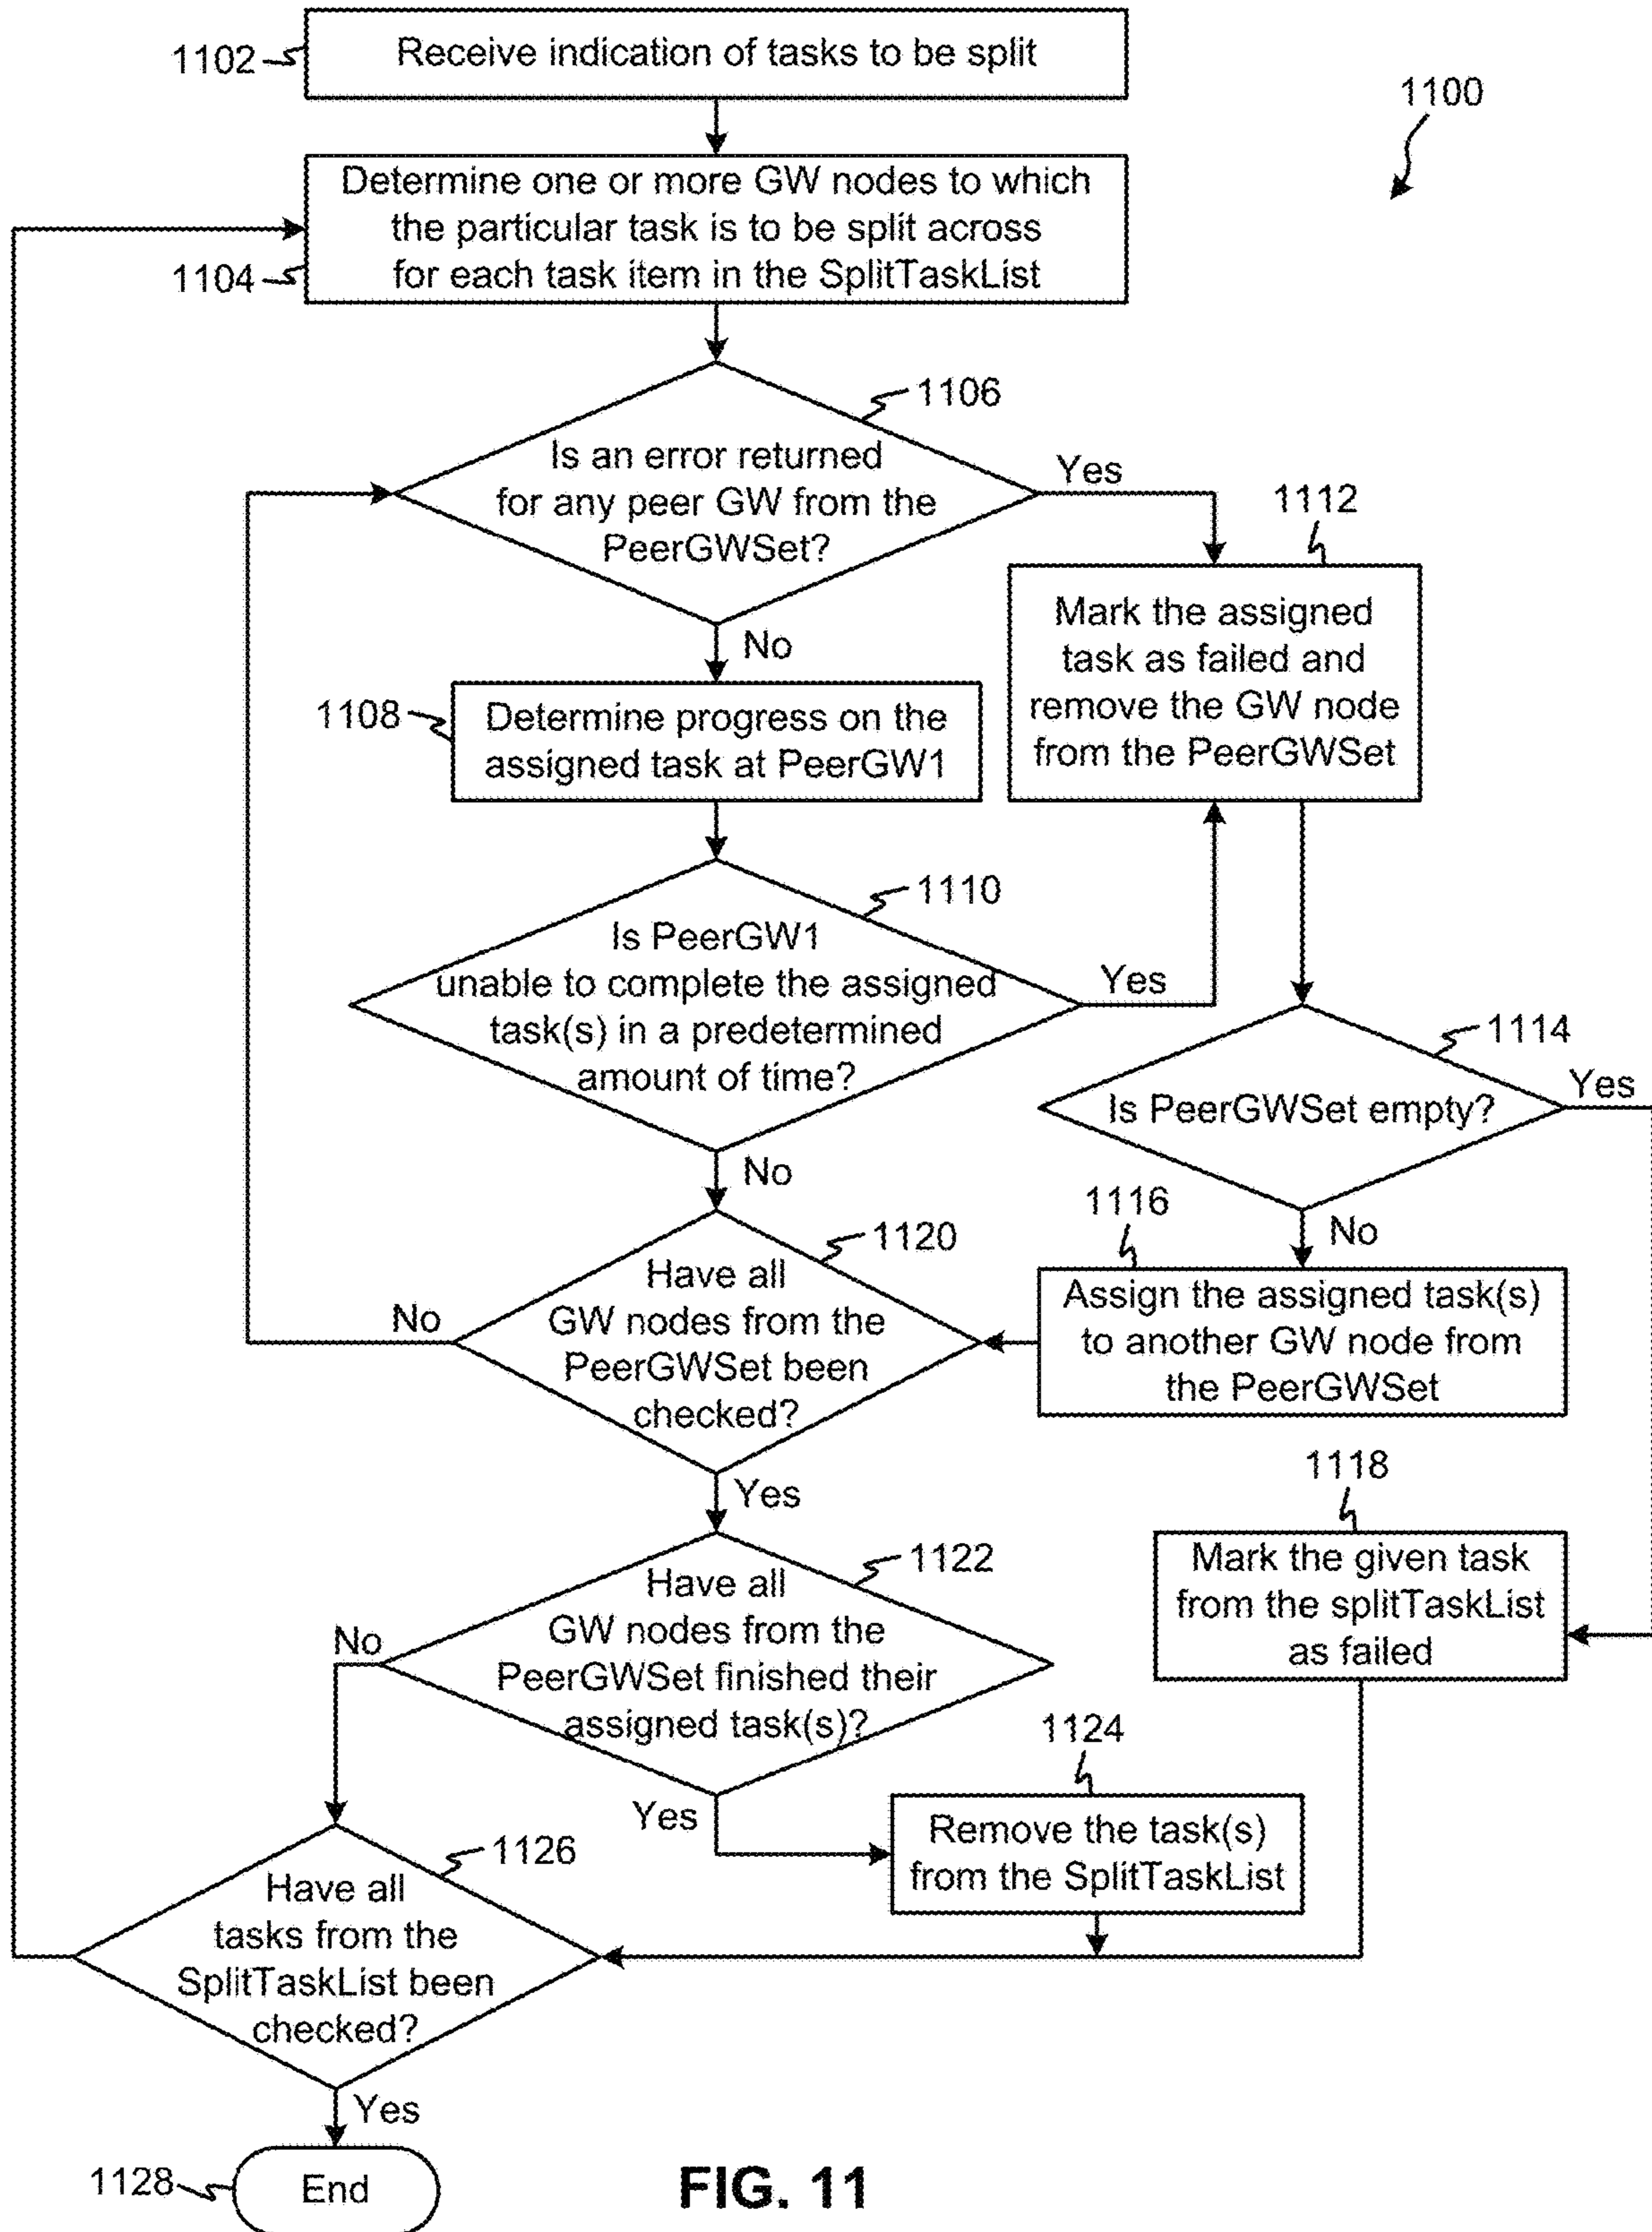 1102
Receive indication of tasks to be split
1100
Determine one or more GW nodes to which
the particular task is to be split across
for each task item in the SplitTaskList
1104
1106
Is an error returned
for any peer GW from the
PeerGWSet?
Yes
No
1112
Mark the assigned
task as failed and
remove the GW node
from the PeerGWSet
1108
Determine progress on the
assigned task at PeerGW1
1110
Is PeerGW1
unable to complete the assigned
task(s) in a predetermined
amount of time?
Yes
No
1114
Is PeerGWSet empty?
Yes
No
1116
Assign the assigned task(s)
to another GW node from
the PeerGWSet
1120
Have all
GW nodes from the
PeerGWSet been
checked?
No
Yes
1118
Mark the given task
from the splitTaskList
as failed
1122
Have all
GW nodes from the
PeerGWSet finished their
assigned task(s)?
No
Yes
1124
Remove the task(s)
from the SplitTaskList
1126
Have all
tasks from the
SplitTaskList been
checked?
Yes
1128
End
FIG. 11